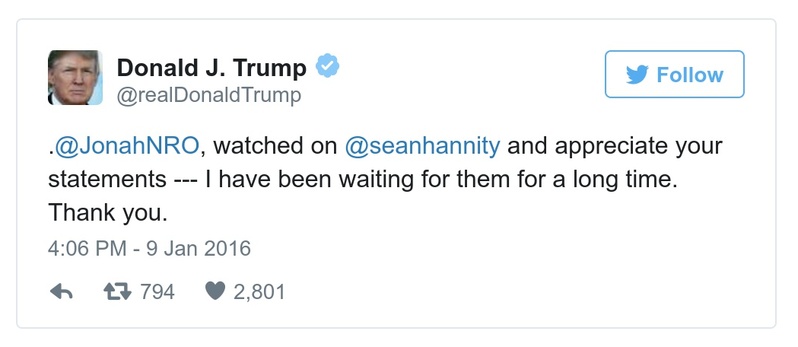 Donald J. Trump
@realDonaldTrump
Follow
.@JonahNRO, watched on @seanhannity and appreciate your
statements --- I have been waiting for them for a long time.
Thank you.
4:06 PM - 9 Jan 2016
794 2,801